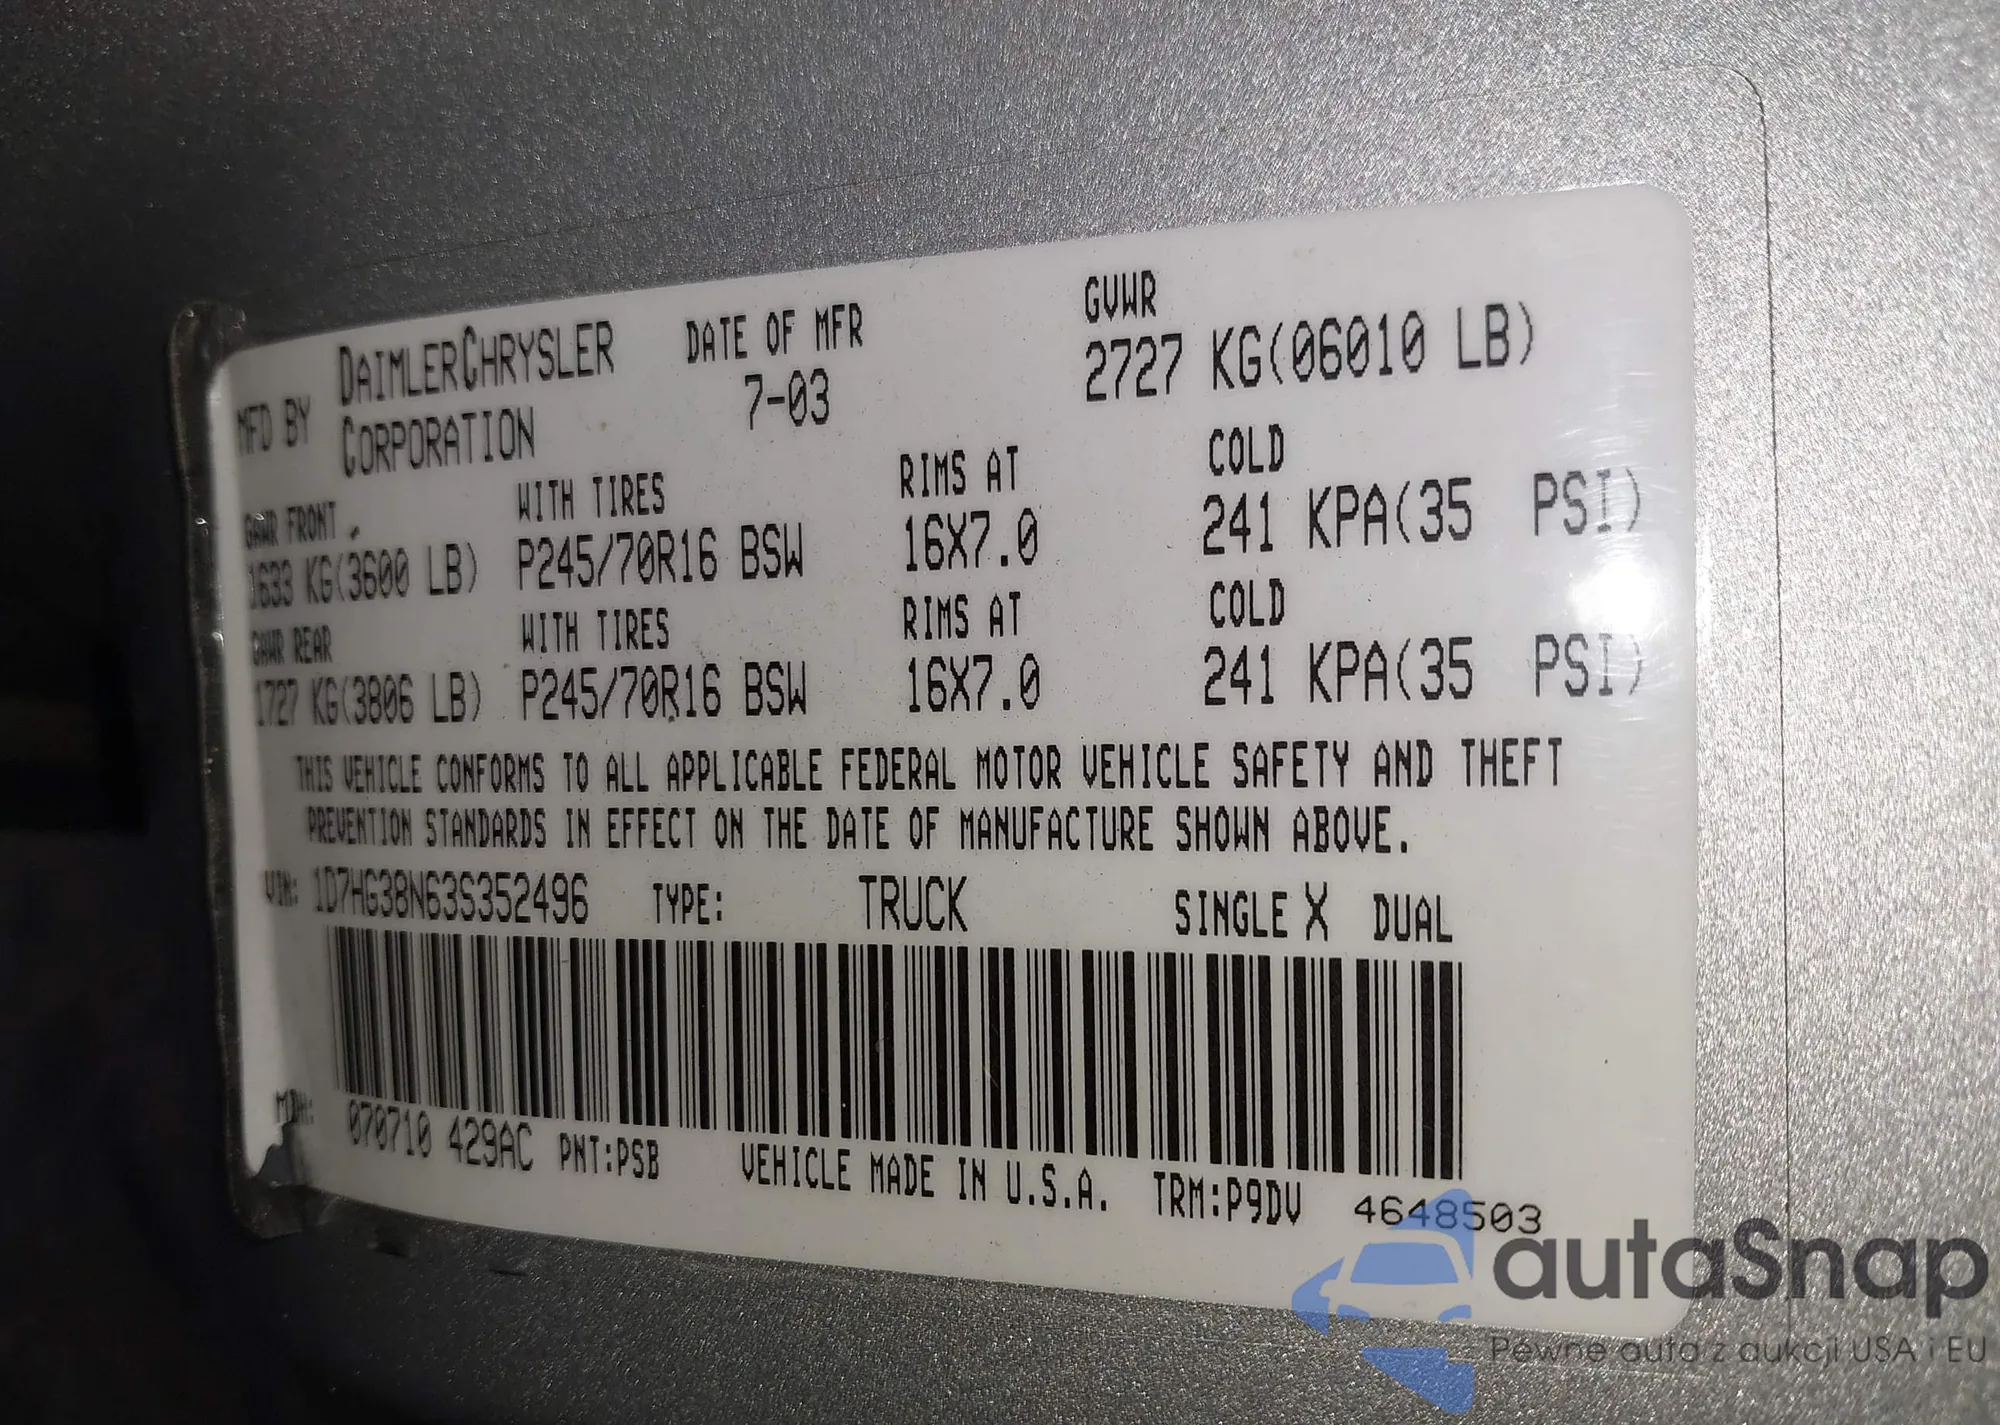 MFD BY DAIMLERCHRYSLER CORPORATION
DATE OF MFR
7-03
GVWR
2727 KG(06010 LB)
GAWR FRONT WITH TIRES RIMS AT COLD
1633 KG(3600 LB) P245/70R16 BSW 16X7.0 241 KPA(35 PSI)
GAWR REAR WITH TIRES RIMS AT COLD
1727 KG(3806 LB) P245/70R16 BSW 16X7.0 241 KPA(35 PSI)
THIS VEHICLE CONFORMS TO ALL APPLICABLE FEDERAL MOTOR VEHICLE SAFETY AND THEFT
PREVENTION STANDARDS IN EFFECT ON THE DATE OF MANUFACTURE SHOWN ABOVE.
VIN: 1D7HG38N63S352496 TYPE: TRUCK SINGLE X DUAL
MDH: 070710 429AC PNT:PSB VEHICLE MADE IN U.S.A. TRM:P9DV 4648503
autaSnap
Pewne auta z aukcji USA i EU